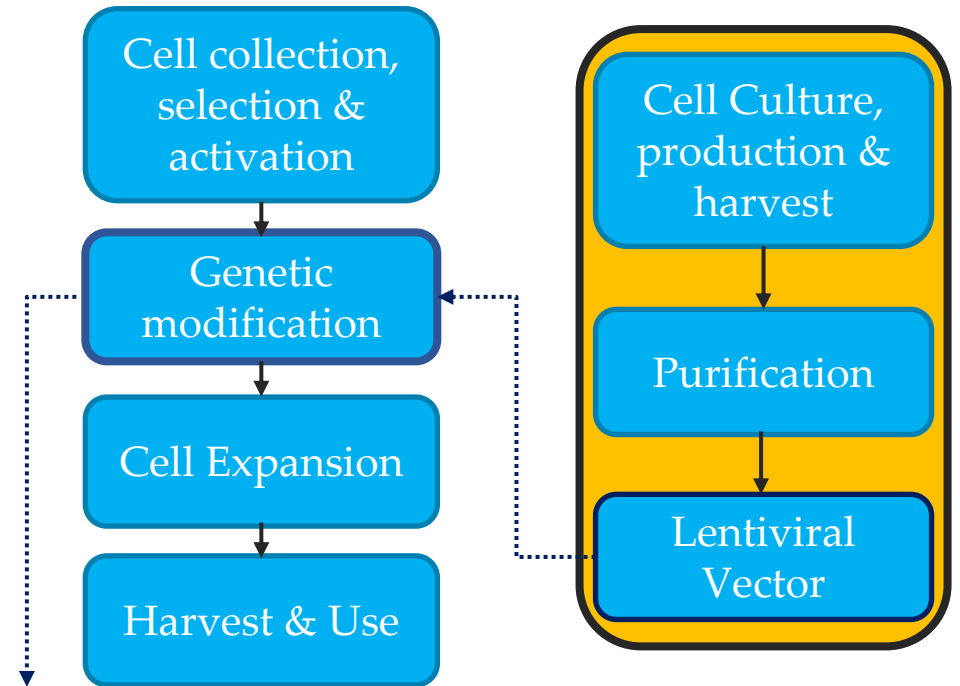 Cell collection,
selection &
activation
Genetic
modification
Cell Expansion
Harvest & Use
Cell Culture,
production &
harvest
Purification
Lentiviral
Vector